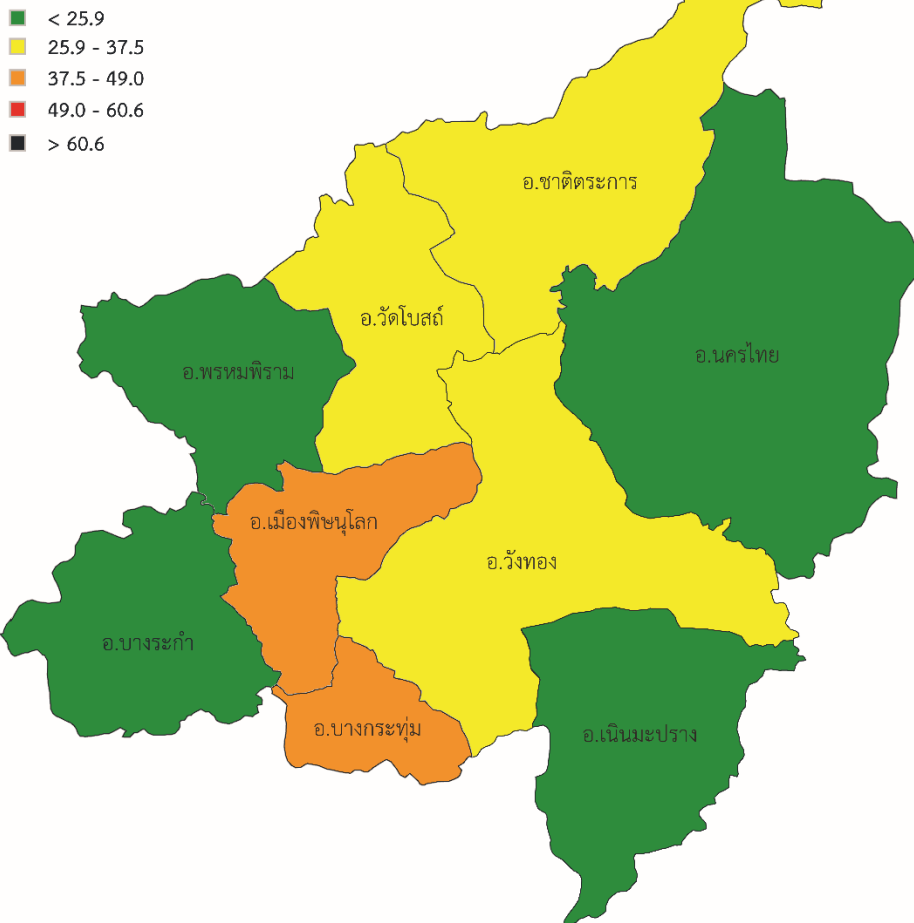 < 25.9
25.9 - 37.5
37.5 - 49.0
49.0 - 60.6
> 60.6
อ.ชาติตระการ
อ.วัดโบสถ์
อ.นครไทย
อ.พรหมพิราม
อ.เมืองพิษนุโลก
อ.วังทอง
อ.บางระกำ
อ.บางกระทุ่ม
อ.เนินมะปราง